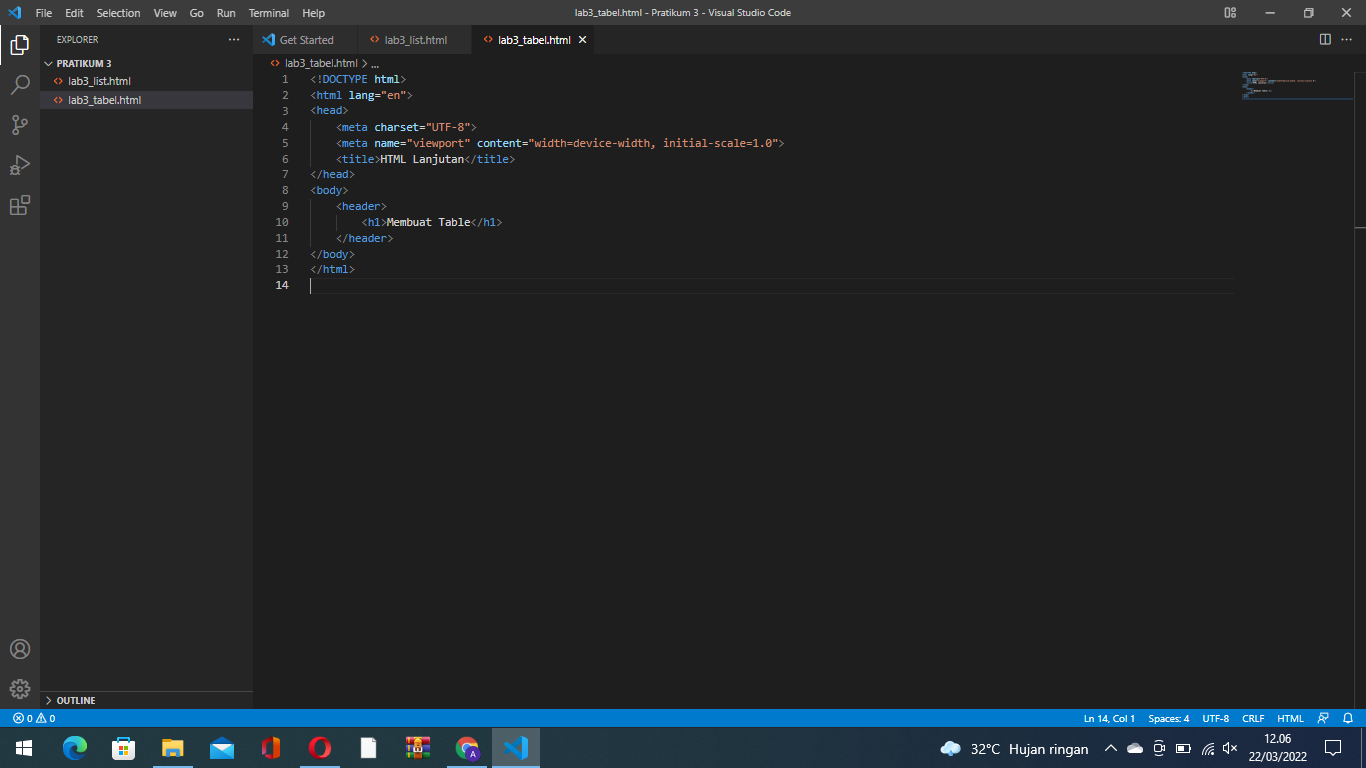 File Edit Selection View Go Run Terminal Help lab3_tabel.html - Pratikum 3 - Visual Studio Code
EXPLORER
PRATIKUM 3
lab3_list.html
lab3_tabel.html
OUTLINE
Get Started lab3_list.html lab3_tabel.html
lab3_tabel.html > ...
1 <!DOCTYPE html>
2 <html lang="en">
3 <head>
4 <meta charset="UTF-8">
5 <meta name="viewport" content="width=device-width, initial-scale=1.0">
6 <title>HTML Lanjutan</title>
7 </head>
8 <body>
9 <header>
10 <h1>Membuat Table</h1>
11 </header>
12 </body>
13 </html>
14
0 0 Ln 14, Col 1 Spaces: 4 UTF-8 CRLF HTML
A
32°C Hujan ringan
12.06
22/03/2022